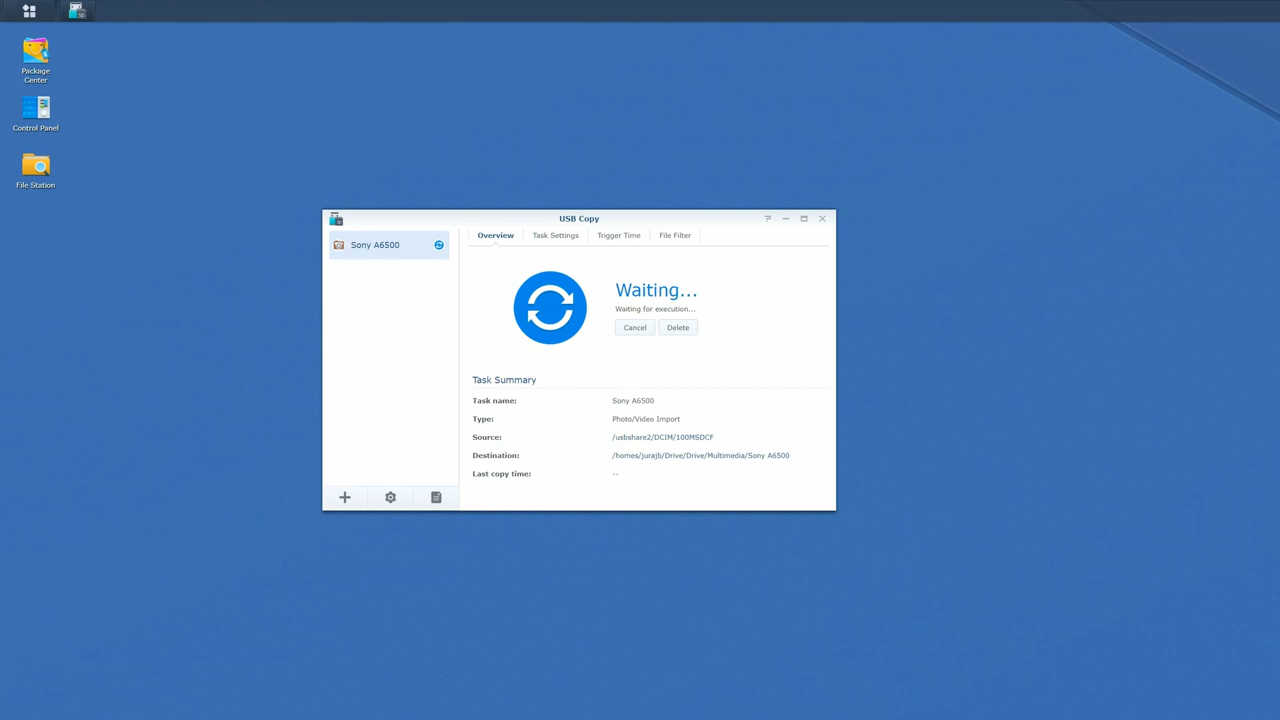 Package
Center
Control Panel
File Station
USB Copy
Sony A6500
Overview
Task Settings
Trigger Time
File Filter
Waiting...
Waiting for execution...
Cancel
Delete
Task Summary
Task name: Sony A6500
Type: Photo/Video Import
Source: /usbshare2/DCIM/100MSDCF
Destination: /homes/jurajb/Drive/Drive/Multimedia/Sony A6500
Last copy time: --